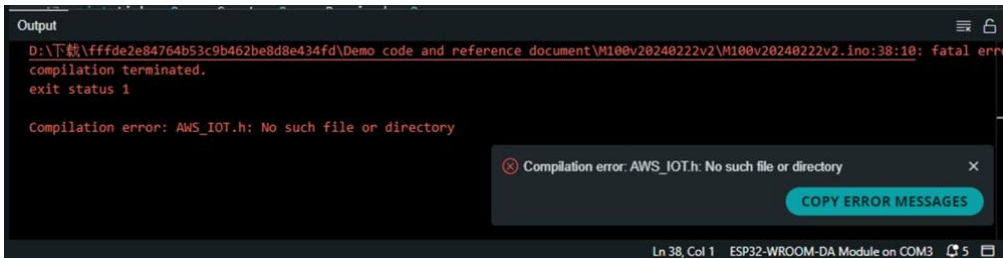 Output
D:\下载\fffde2e84764b53c9b462be8d8e434fd\Demo code and reference document\M100v20240222v2\M100v20240222v2.ino:38:10: fatal erro
compilation terminated.
exit status 1
Compilation error: AWS_IOT.h: No such file or directory
Compilation error: AWS_IOT.h: No such file or directory
COPY ERROR MESSAGES
Ln 38, Col 1 ESP32-WROOM-DA Module on COM3 5